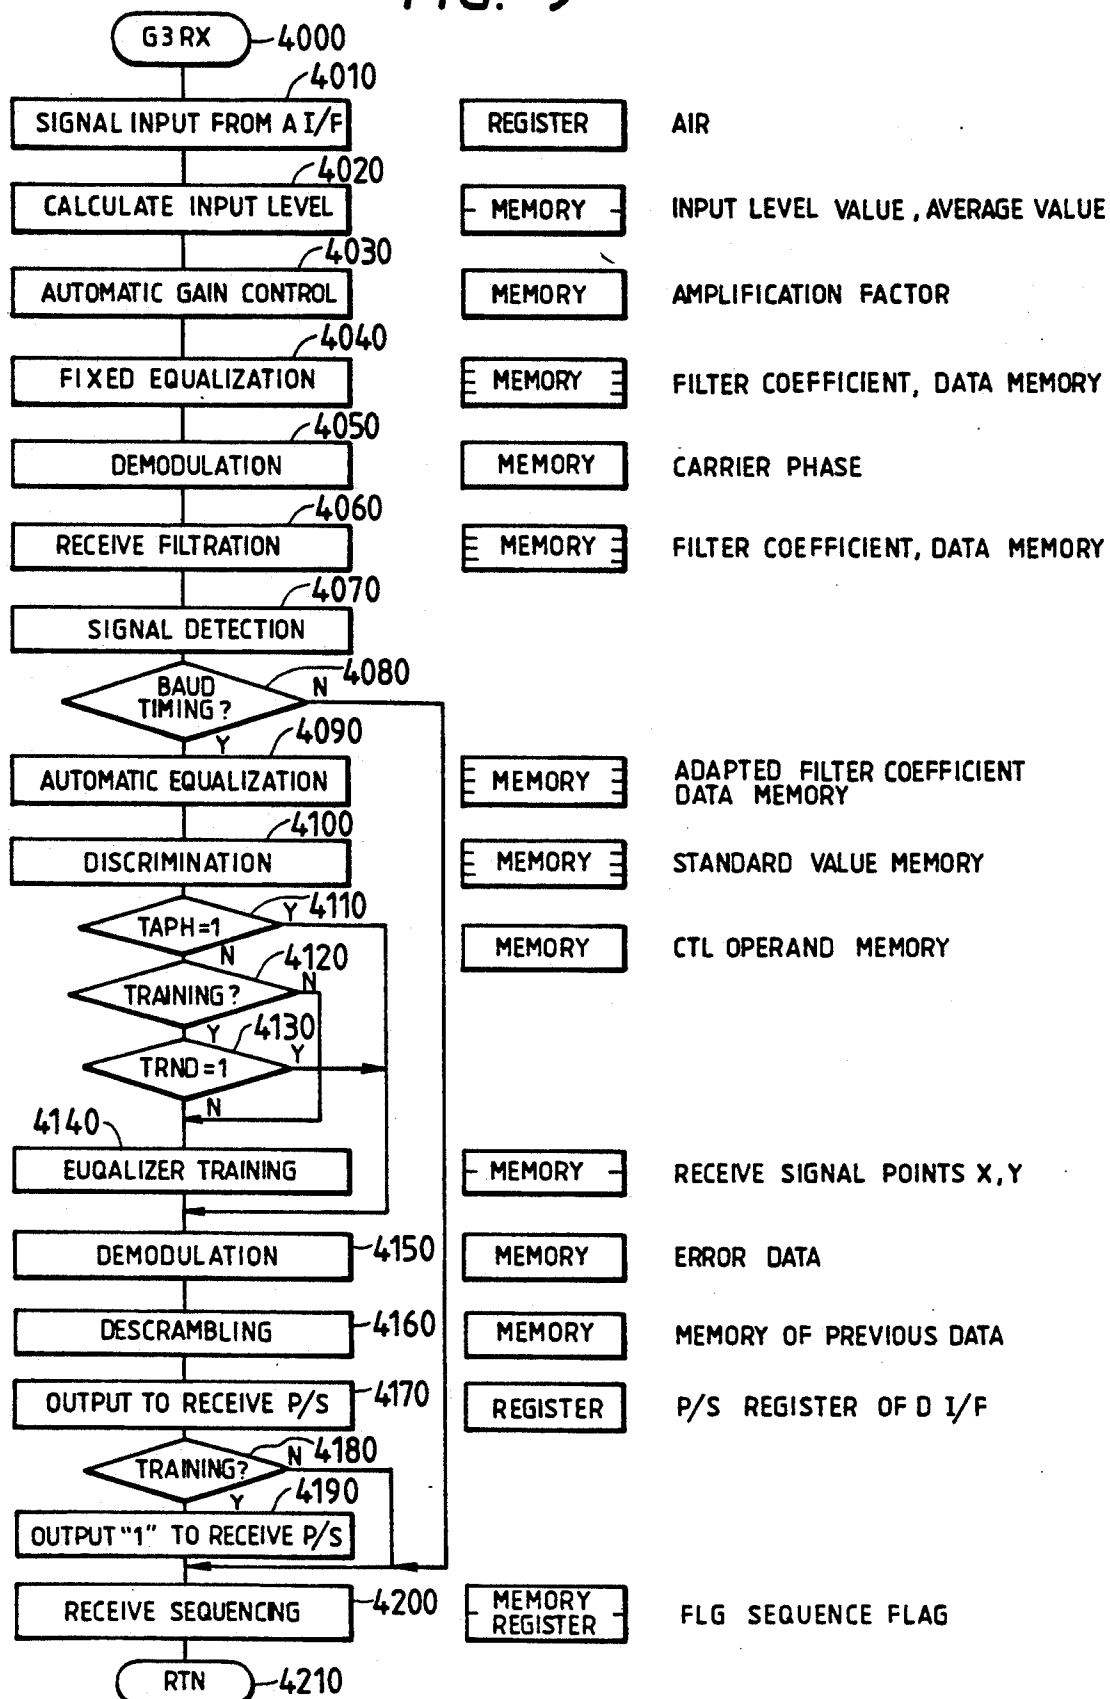 FIG. 9
G3 RX 4000
4010
SIGNAL INPUT FROM A I/F REGISTER AIR
4020
CALCULATE INPUT LEVEL MEMORY INPUT LEVEL VALUE, AVERAGE VALUE
4030
AUTOMATIC GAIN CONTROL MEMORY AMPLIFICATION FACTOR
4040
FIXED EQUALIZATION MEMORY FILTER COEFFICIENT, DATA MEMORY
4050
DEMODULATION MEMORY CARRIER PHASE
4060
RECEIVE FILTRATION MEMORY FILTER COEFFICIENT, DATA MEMORY
4070
SIGNAL DETECTION
4080
BAUD
TIMING? N
Y
4090
AUTOMATIC EQUALIZATION MEMORY ADAPTED FILTER COEFFICIENT
DATA MEMORY
4100
DISCRIMINATION MEMORY STANDARD VALUE MEMORY
TAPH=1 Y 4110
N
MEMORY CTL OPERAND MEMORY
4120
TRAINING? N
Y
4130
TRND=1 Y
N
4140
EUQALIZER TRAINING MEMORY RECEIVE SIGNAL POINTS X,Y
DEMODULATION 4150 MEMORY ERROR DATA
DESCRAMBLING 4160 MEMORY MEMORY OF PREVIOUS DATA
OUTPUT TO RECEIVE P/S 4170 REGISTER P/S REGISTER OF D I/F
TRAINING? N 4180
Y
4190
OUTPUT "1" TO RECEIVE P/S
RECEIVE SEQUENCING 4200 MEMORY
REGISTER FLG SEQUENCE FLAG
RTN 4210